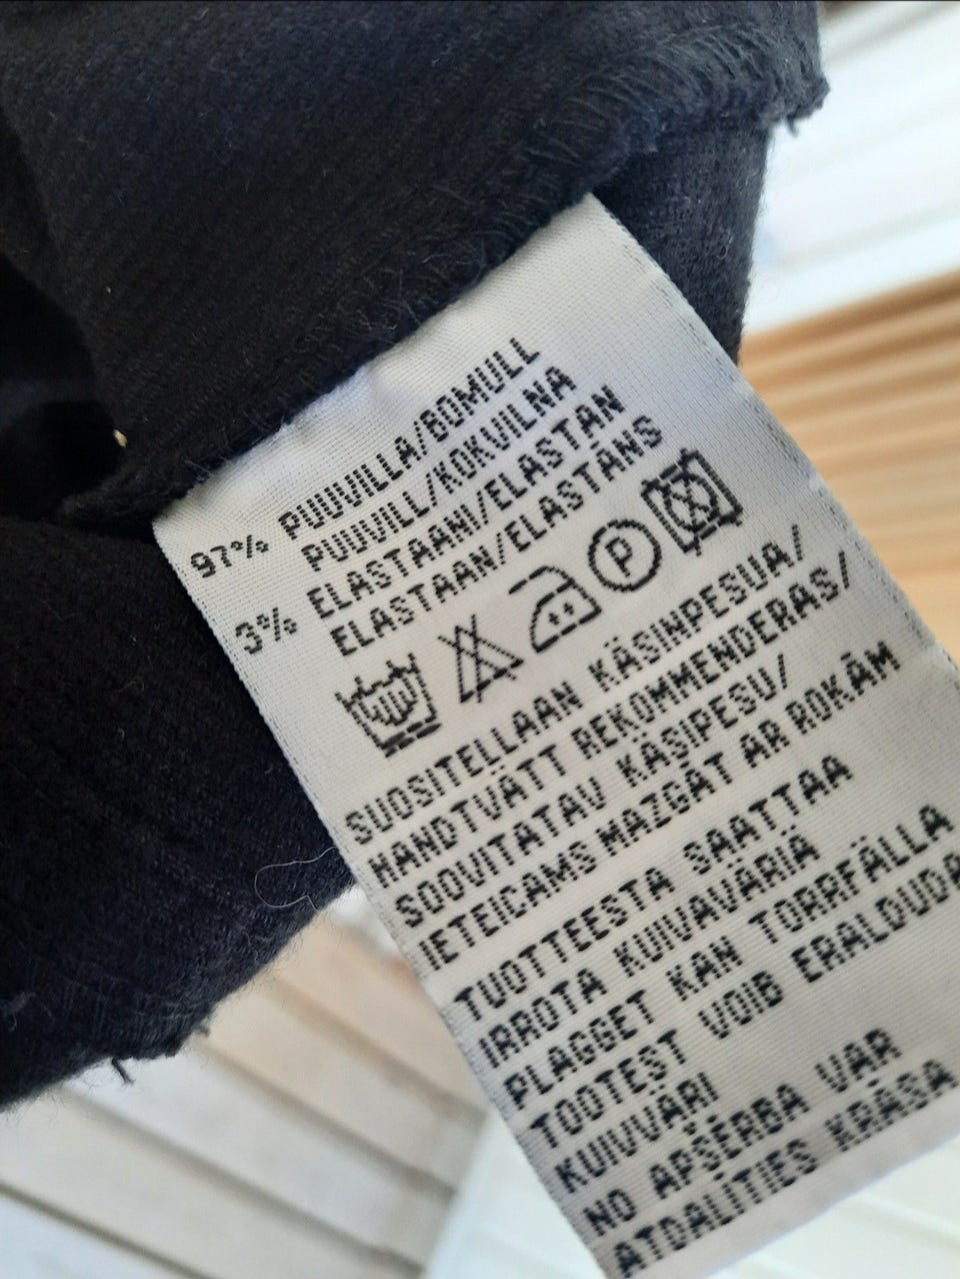 97% PUUVILLA/BOMULL
PUUVILL/KOKVILNA
3% ELASTAANI/ELASTAN
ELASTAAN/ELASTĀNS
P
SUOSITELLAAN KÄSINPESUA/
HANDTVÄTT REKOMMENDERAS/
SOOVITATAV KÄSIPESU/
IETEICAMS MAZGĀT AR ROKĀM
TUOTTEESTA SAATTAA
IRROTA KUIVAVÄRIÄ
PLAGGET KAN TORRFÄLLA
TOOTEST VOIB ERALDUDA
KUIVVÄRI
NO APĢĒRBA VAR
ATDALĪTIES KRĀSA